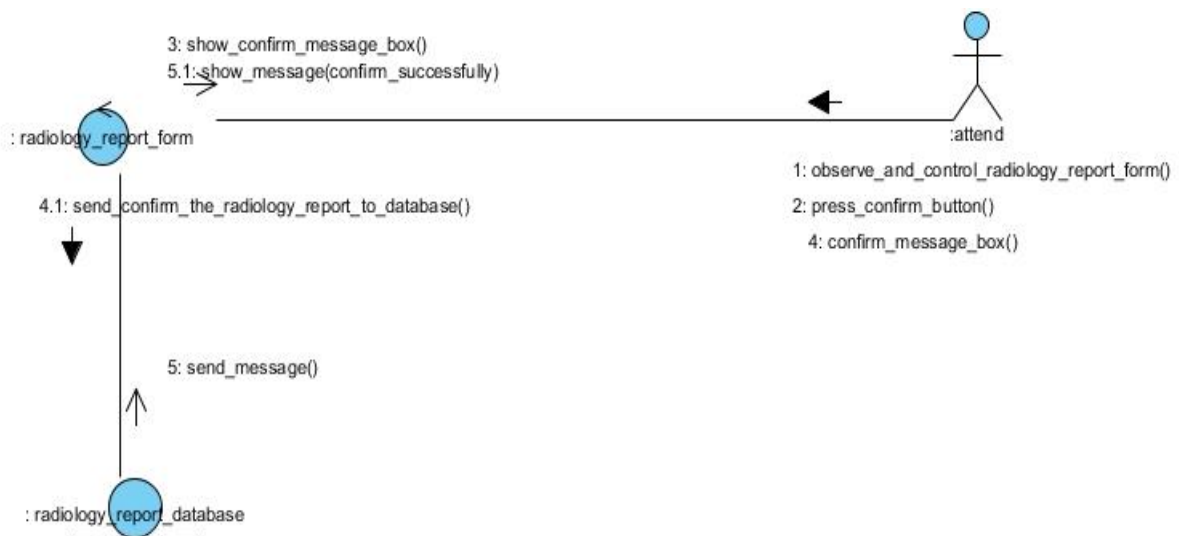 3: show_confirm_message_box()
5.1: show_message(confirm_successfully)
: radiology_report_form
:attend
1: observe_and_control_radiology_report_form()
2: press_confirm_button()
4: confirm_message_box()
4.1: send_confirm_the_radiology_report_to_database()
5: send_message()
: radiology_report_database